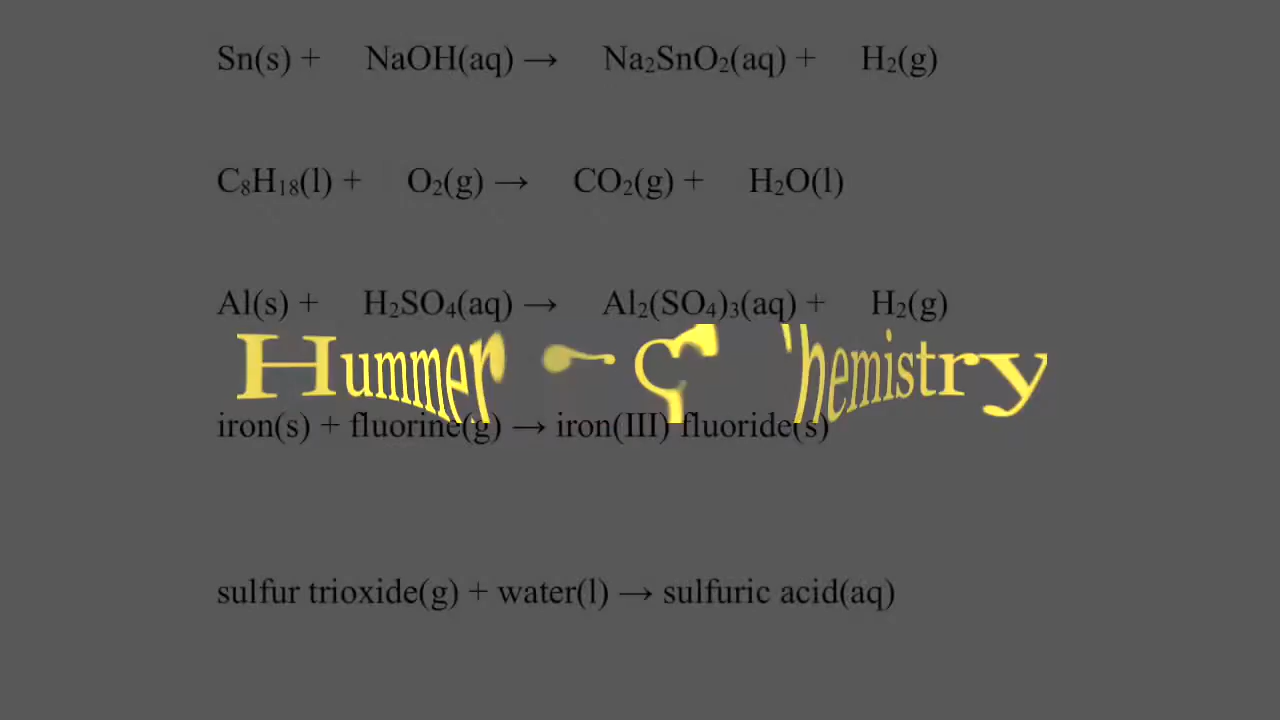 Sn(s) + NaOH(aq) → Na₂SnO₂(aq) + H₂(g)
C₈H₁₈(l) + O₂(g) → CO₂(g) + H₂O(l)
Al(s) + H₂SO₄(aq) → Al₂(SO₄)₃(aq) + H₂(g)
Hummer
iron(s) + fluorine(g) → iron(III) fluoride(s)
sulfur trioxide(g) + water(l) → sulfuric acid(aq)